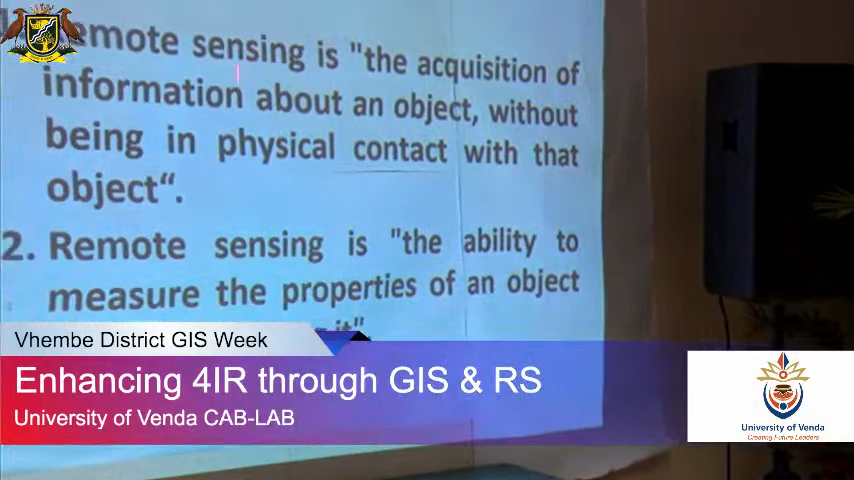 Remote sensing is "the acquisition of
information about an object, without
being in physical contact with that
object“.
2. Remote sensing is "the ability to
measure the properties of an object
it"
Vhembe District GIS Week
Enhancing 4IR through GIS & RS
University of Venda CAB-LAB
University of Venda
Creating Future Leaders